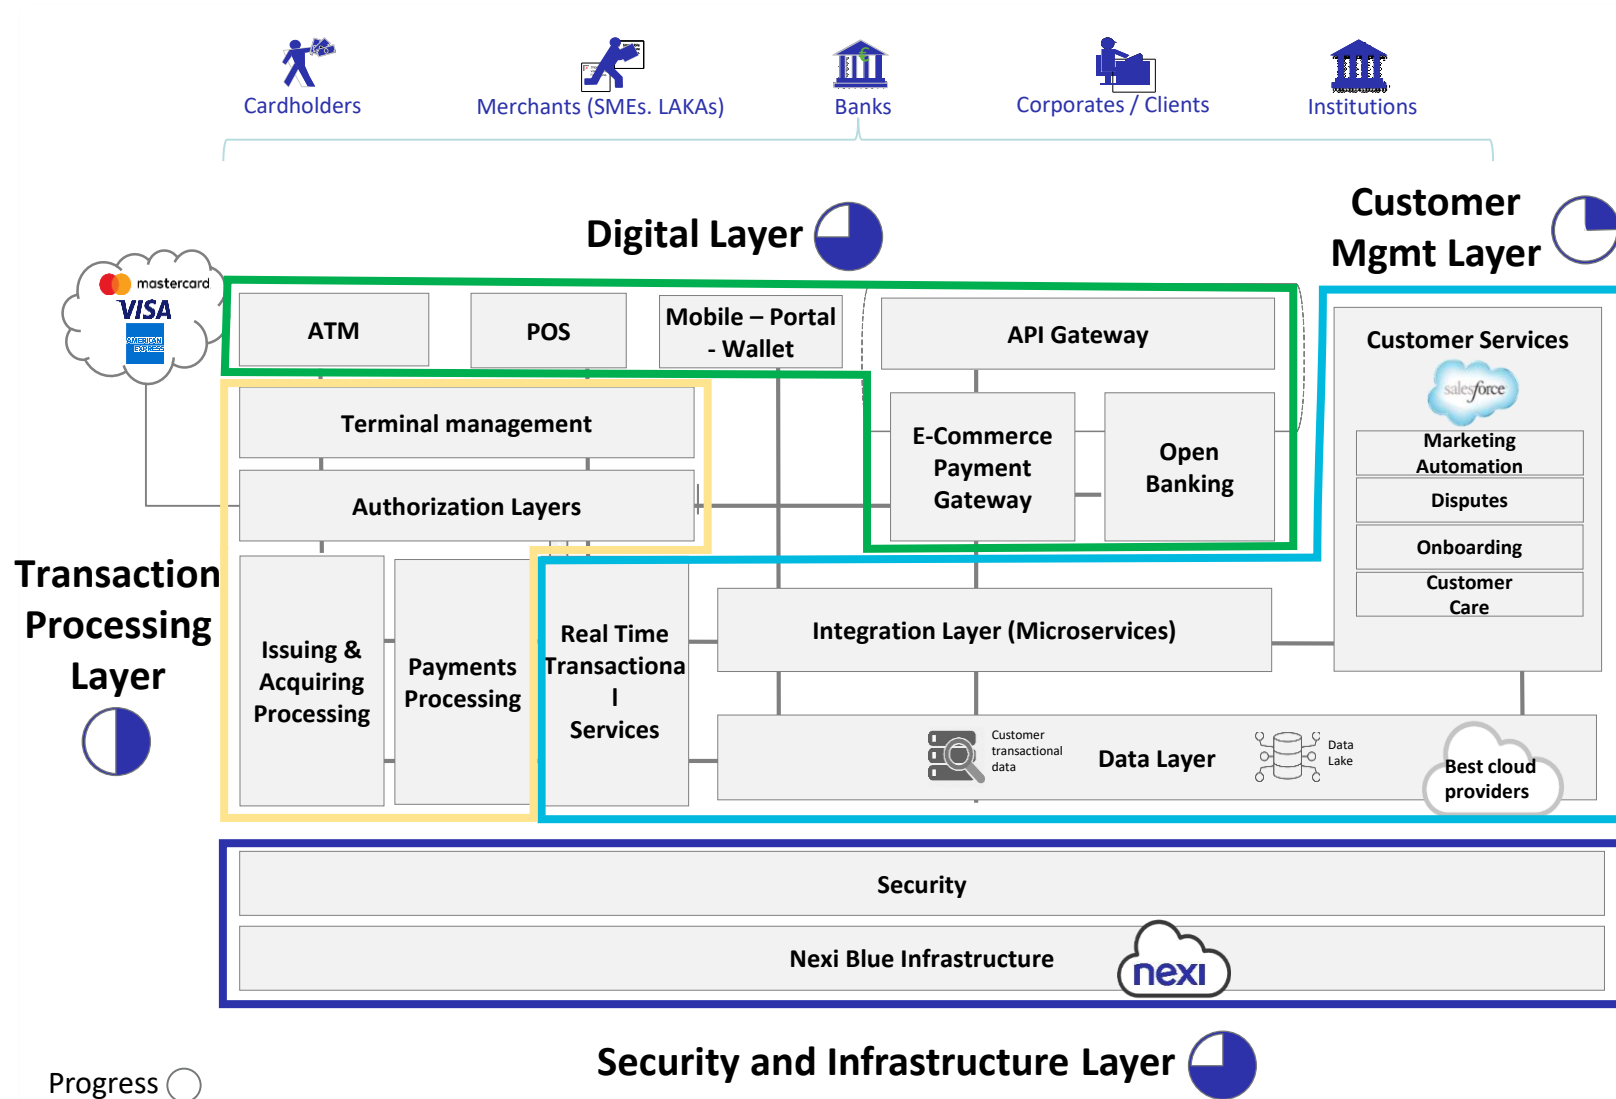 Cardholders
Merchants (SMEs. LAKAs)
Banks
Corporates / Clients
Institutions
Digital Layer
Customer
Mgmt Layer
mastercard
VISA
AMERICAN
EXPRESS
ATM
POS
Mobile – Portal
- Wallet
API Gateway
Customer Services
salesforce
Marketing
Automation
Disputes
Onboarding
Customer
Care
Terminal management
E-Commerce
Payment
Gateway
Open
Banking
Authorization Layers
Transaction
Processing
Layer
Issuing &
Acquiring
Processing
Payments
Processing
Real Time
Transactiona
l
Services
Integration Layer (Microservices)
Customer
transactional
data
Data Layer
Data
Lake
Best cloud
providers
Security
Nexi Blue Infrastructure
nexi
Security and Infrastructure Layer
Progress